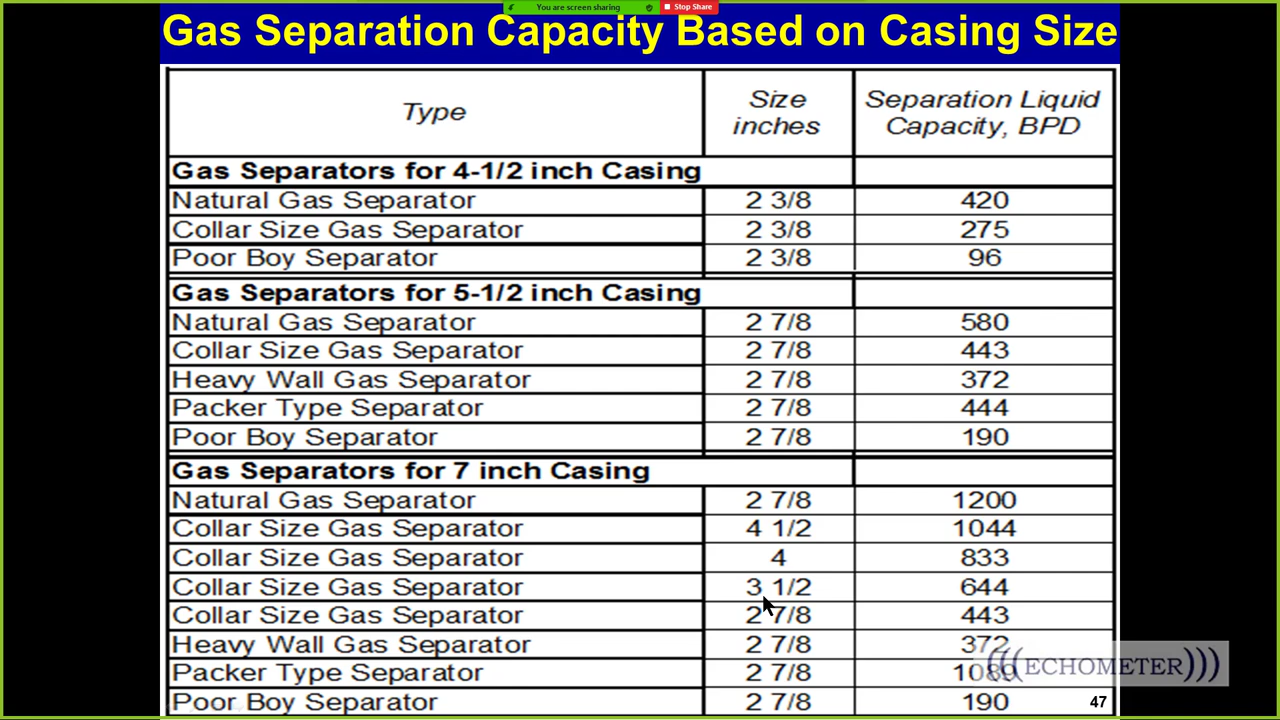 You are screen sharing Stop Share
Gas Separation Capacity Based on Casing Size
Type Size inches Separation Liquid Capacity, BPD
Gas Separators for 4-1/2 inch Casing
Natural Gas Separator 2 3/8 420
Collar Size Gas Separator 2 3/8 275
Poor Boy Separator 2 3/8 96
Gas Separators for 5-1/2 inch Casing
Natural Gas Separator 2 7/8 580
Collar Size Gas Separator 2 7/8 443
Heavy Wall Gas Separator 2 7/8 372
Packer Type Separator 2 7/8 444
Poor Boy Separator 2 7/8 190
Gas Separators for 7 inch Casing
Natural Gas Separator 2 7/8 1200
Collar Size Gas Separator 4 1/2 1044
Collar Size Gas Separator 4 833
Collar Size Gas Separator 3 1/2 644
Collar Size Gas Separator 2 7/8 443
Heavy Wall Gas Separator 2 7/8 372
Packer Type Separator 2 7/8
(((ECHOMETER)))
Poor Boy Separator 2 7/8 190
47